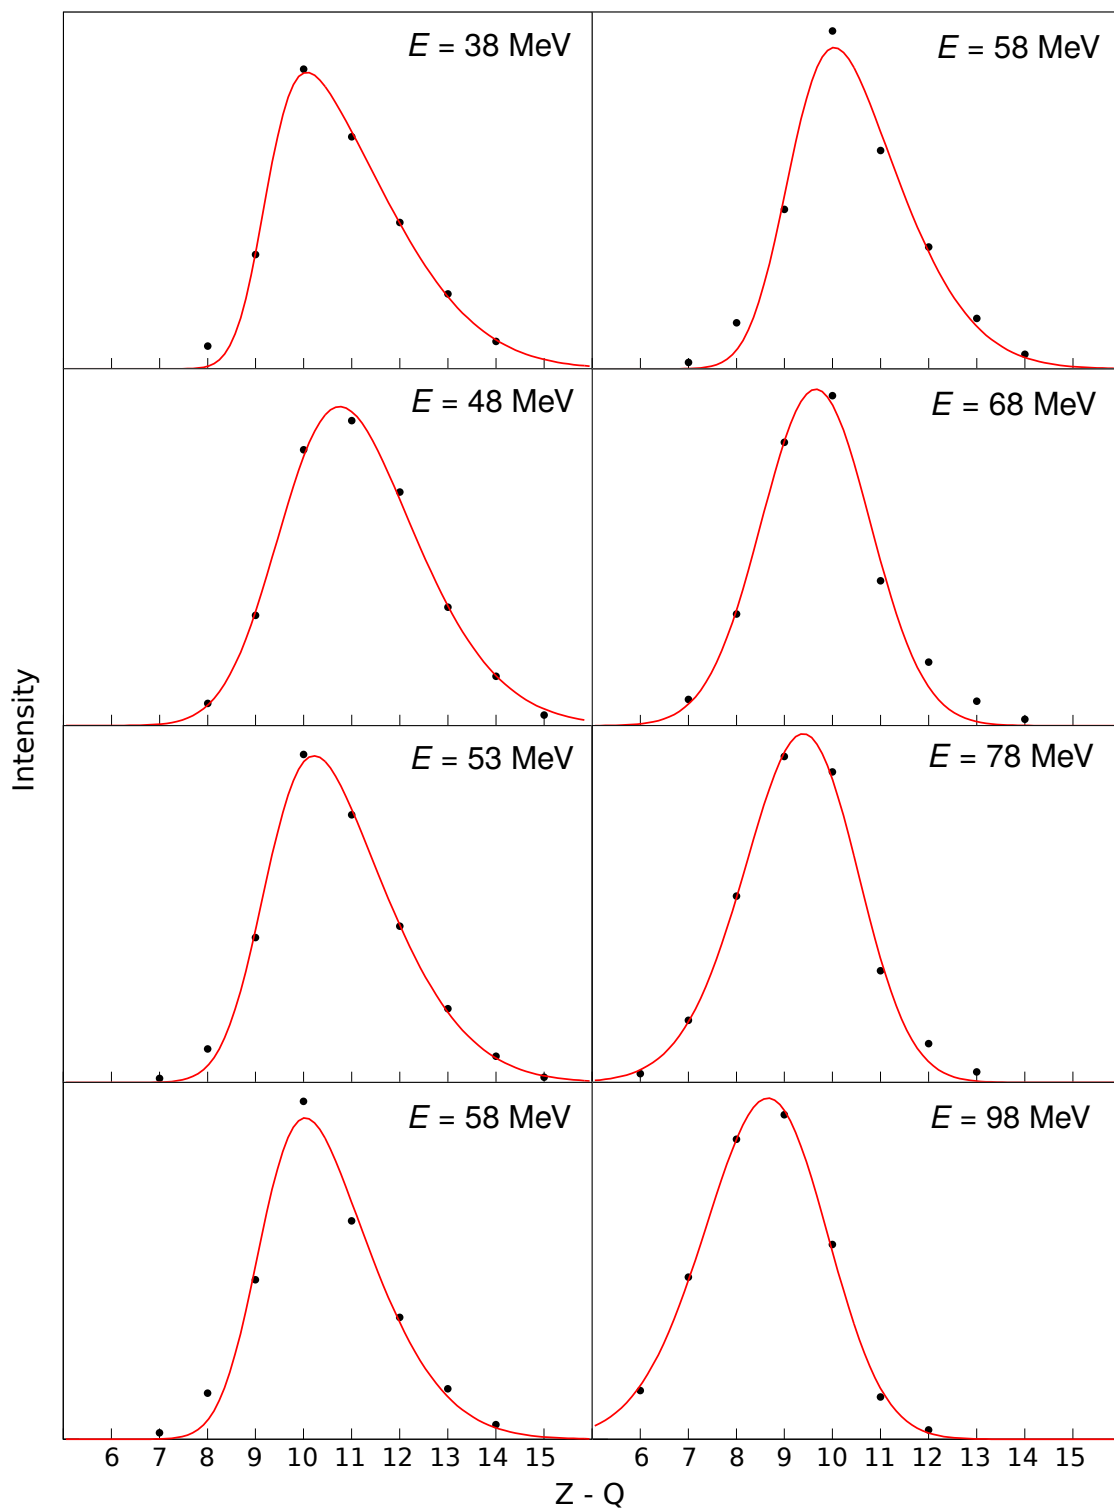 E = 38 MeV
E = 58 MeV
E = 48 MeV
E = 68 MeV
E = 53 MeV
E = 78 MeV
E = 58 MeV
E = 98 MeV
Intensity
6 7 8 9 10 11 12 13 14 15
6 7 8 9 10 11 12 13 14 15
Z - Q